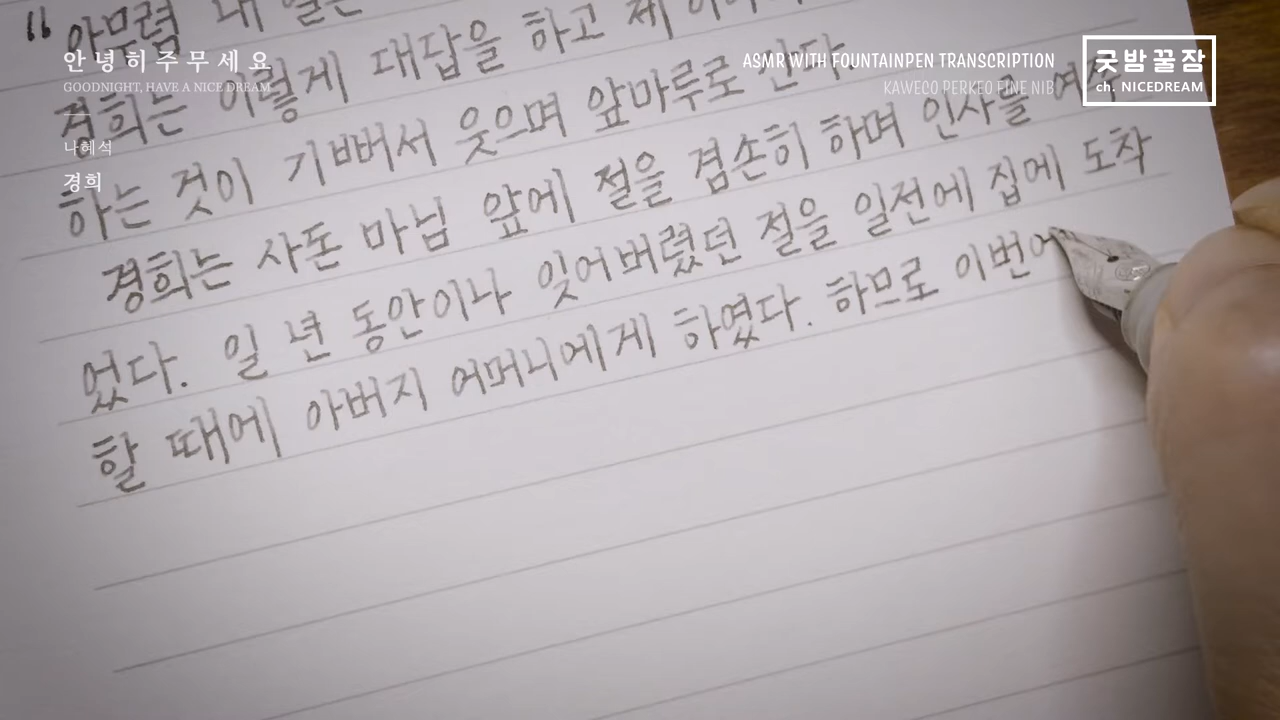 안녕히주무세요
GOODNIGHT, HAVE A NICE DREAM
나혜석
경희
ASMR WITH FOUNTAINPEN TRANSCRIPTION
KAWECO PERKEO FINE NIB
굿밤꿀잠
ch. NICEDREAM
“아무렴 내
경희는 이렇게 대답을 하고 제
하는 것이 기뻐서 웃으며 앞마루로 간다.
경희는 사돈 마님 앞에 절을 겸손히 하며 인사를
었다. 일 년 동안이나 잊어버렸던 절을 일전에 집에 도착
할 때에 아버지 어머니에게 하였다. 하므로 이번에